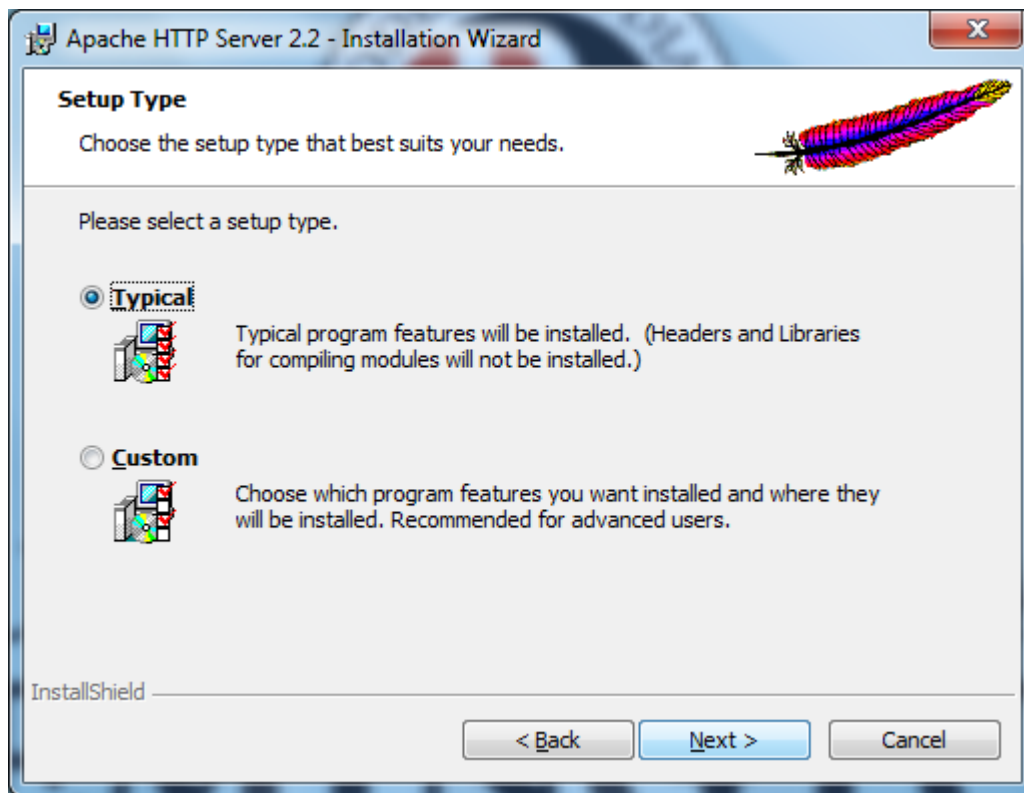 Apache HTTP Server 2.2 - Installation Wizard
Setup Type
Choose the setup type that best suits your needs.
Please select a setup type.
Typical
Typical program features will be installed. (Headers and Libraries
for compiling modules will not be installed.)
Custom
Choose which program features you want installed and where they
will be installed. Recommended for advanced users.
InstallShield
< Back
Next >
Cancel